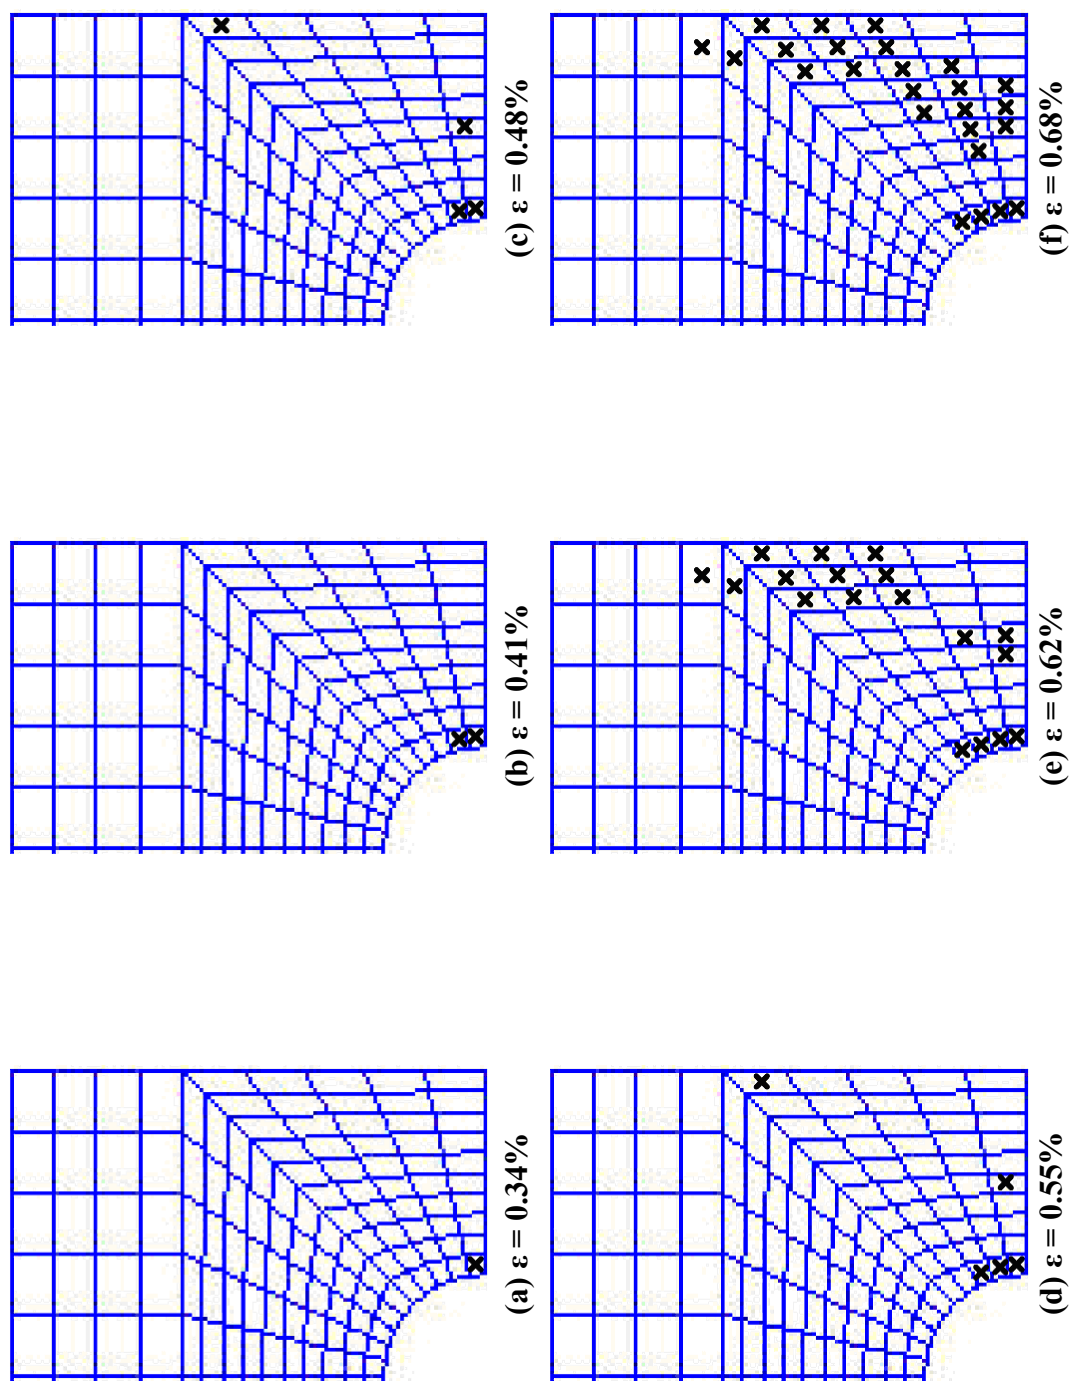 (a) ε = 0.34%
(b) ε = 0.41%
(c) ε = 0.48%
(d) ε = 0.55%
(e) ε = 0.62%
(f) ε = 0.68%